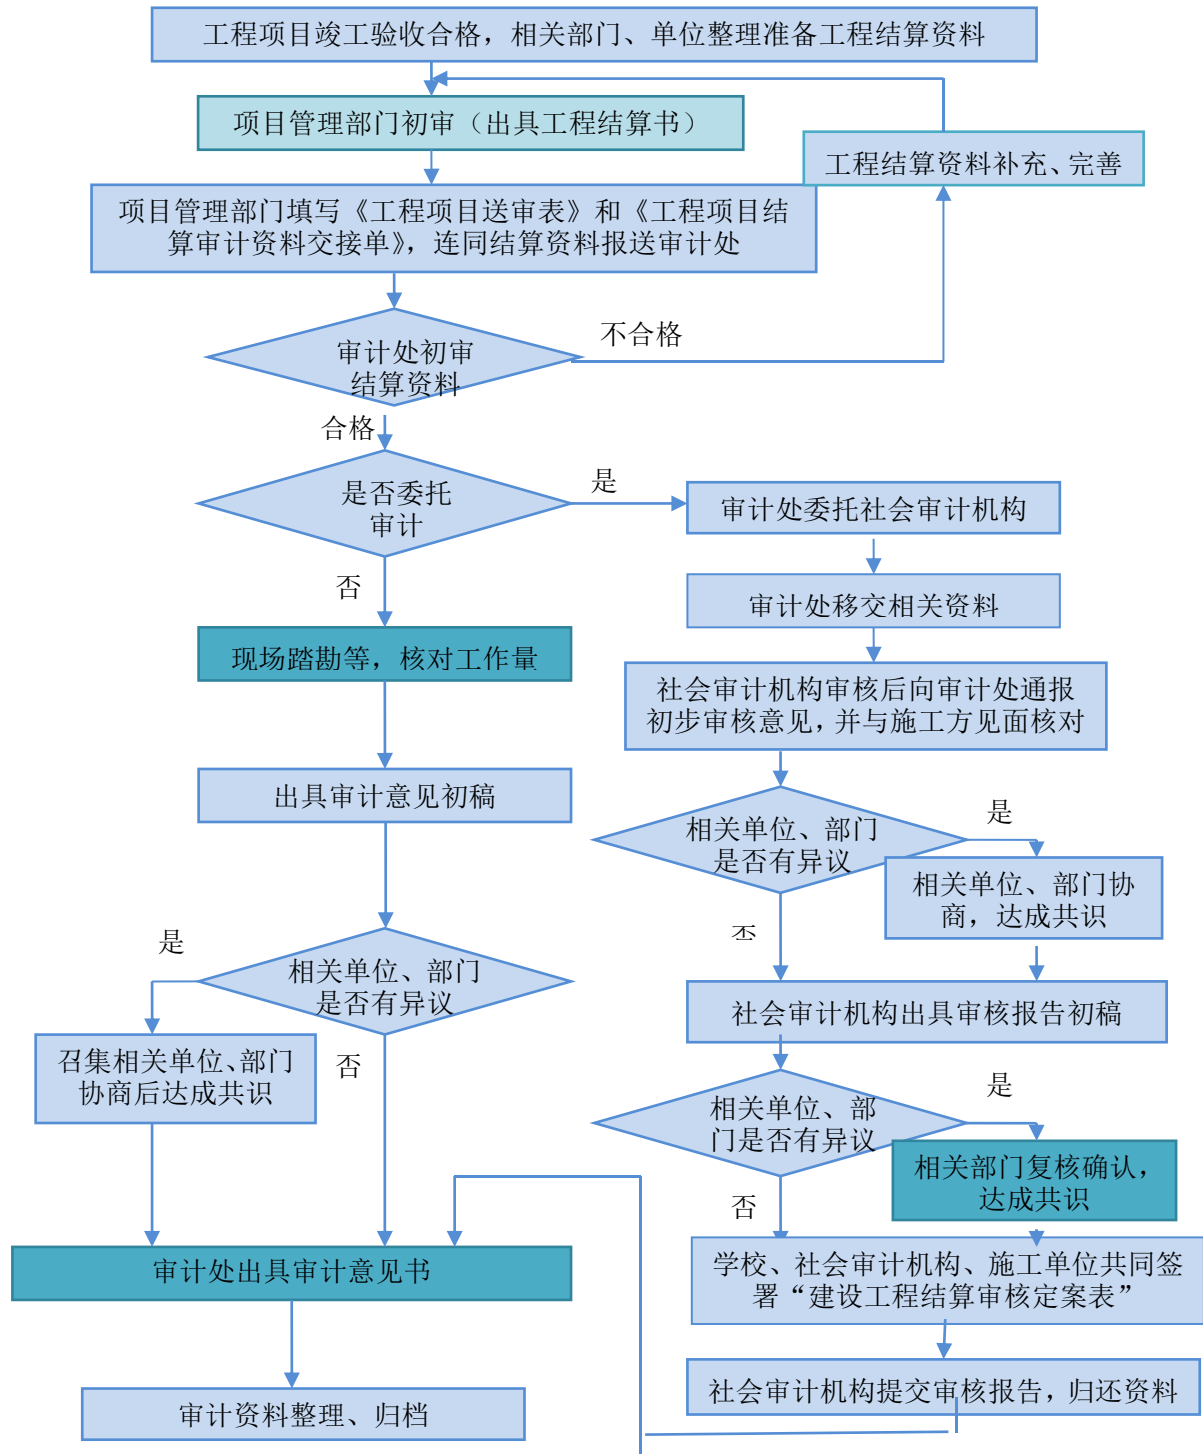 工程项目竣工验收合格，相关部门、单位整理准备工程结算资料
项目管理部门初审（出具工程结算书）
工程结算资料补充、完善
项目管理部门填写《工程项目送审表》和《工程项目结
算审计资料交接单》，连同结算资料报送审计处
不合格
审计处初审
结算资料
合格
是否委托
审计
是
审计处委托社会审计机构
否
审计处移交相关资料
现场踏勘等，核对工作量
社会审计机构审核后向审计处通报
初步审核意见，并与施工方见面核对
出具审计意见初稿
相关单位、部门
是否有异议
是
相关单位、部门协
商，达成共识
否
是
相关单位、部门
是否有异议
社会审计机构出具审核报告初稿
召集相关单位、部门
协商后达成共识
否
相关单位、部
门是否有异议
是
相关部门复核确认，
达成共识
否
审计处出具审计意见书
学校、社会审计机构、施工单位共同签
署“建设工程结算审核定案表”
社会审计机构提交审核报告，归还资料
审计资料整理、归档